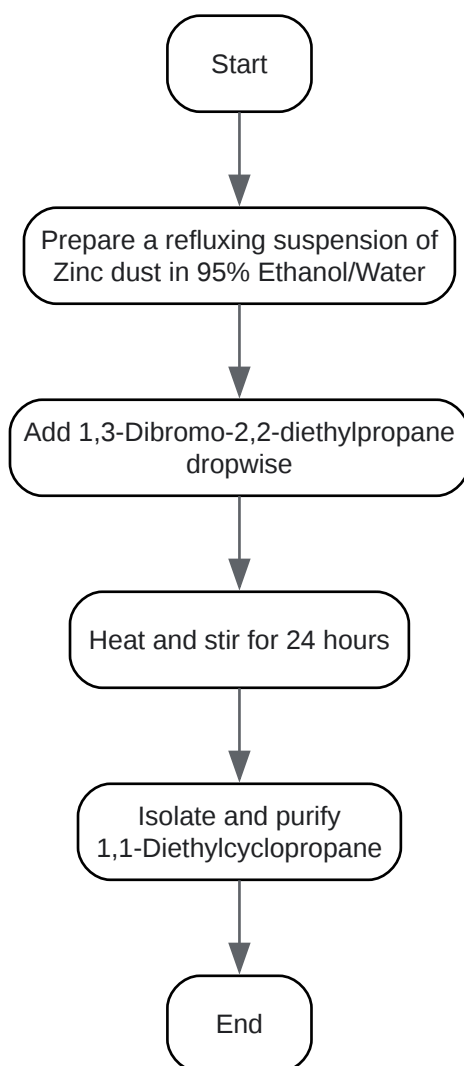 Start
Prepare a refluxing suspension of
Zinc dust in 95% Ethanol/Water
Add 1,3-Dibromo-2,2-diethylpropane
dropwise
Heat and stir for 24 hours
Isolate and purify
1,1-Diethylcyclopropane
End